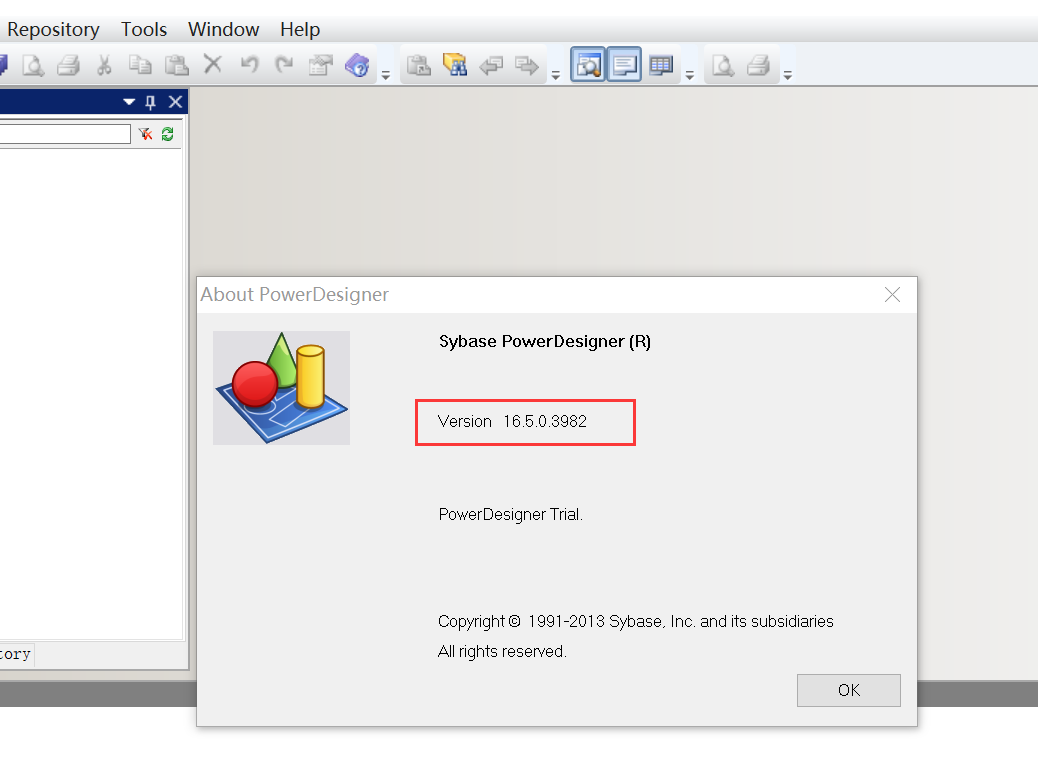 Repository Tools Window Help
About PowerDesigner
Sybase PowerDesigner (R)
Version 16.5.0.3982
PowerDesigner Trial.
Copyright © 1991-2013 Sybase, Inc. and its subsidiaries
All rights reserved.
tory
OK